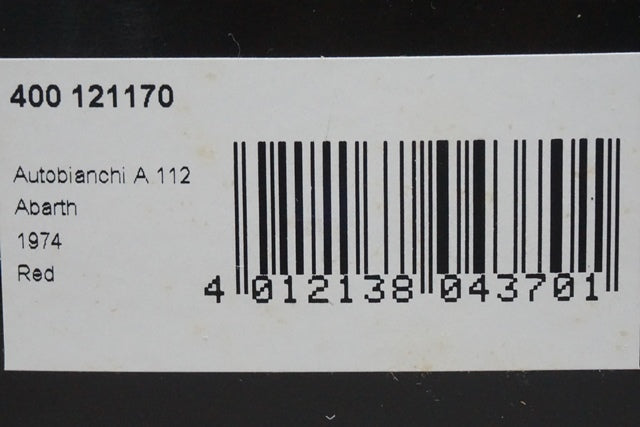 400 121170
Autobianchi A 112
Abarth
1974
Red
4 012138 043701